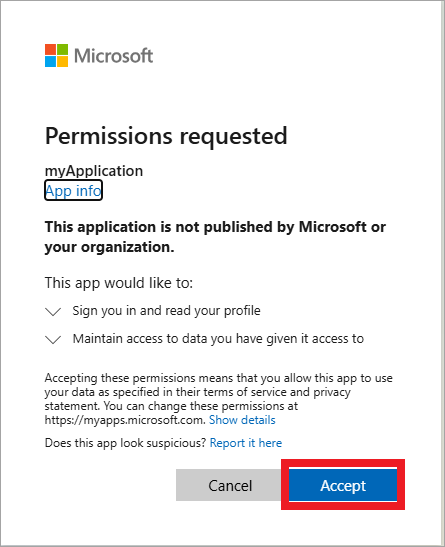 Microsoft
Permissions requested
myApplication
App info
This application is not published by Microsoft or
your organization.
This app would like to:
Sign you in and read your profile
Maintain access to data you have given it access to
Accepting these permissions means that you allow this app to use
your data as specified in their terms of service and privacy
statement. You can change these permissions at
https://myapps.microsoft.com. Show details
Does this app look suspicious? Report it here
Cancel Accept